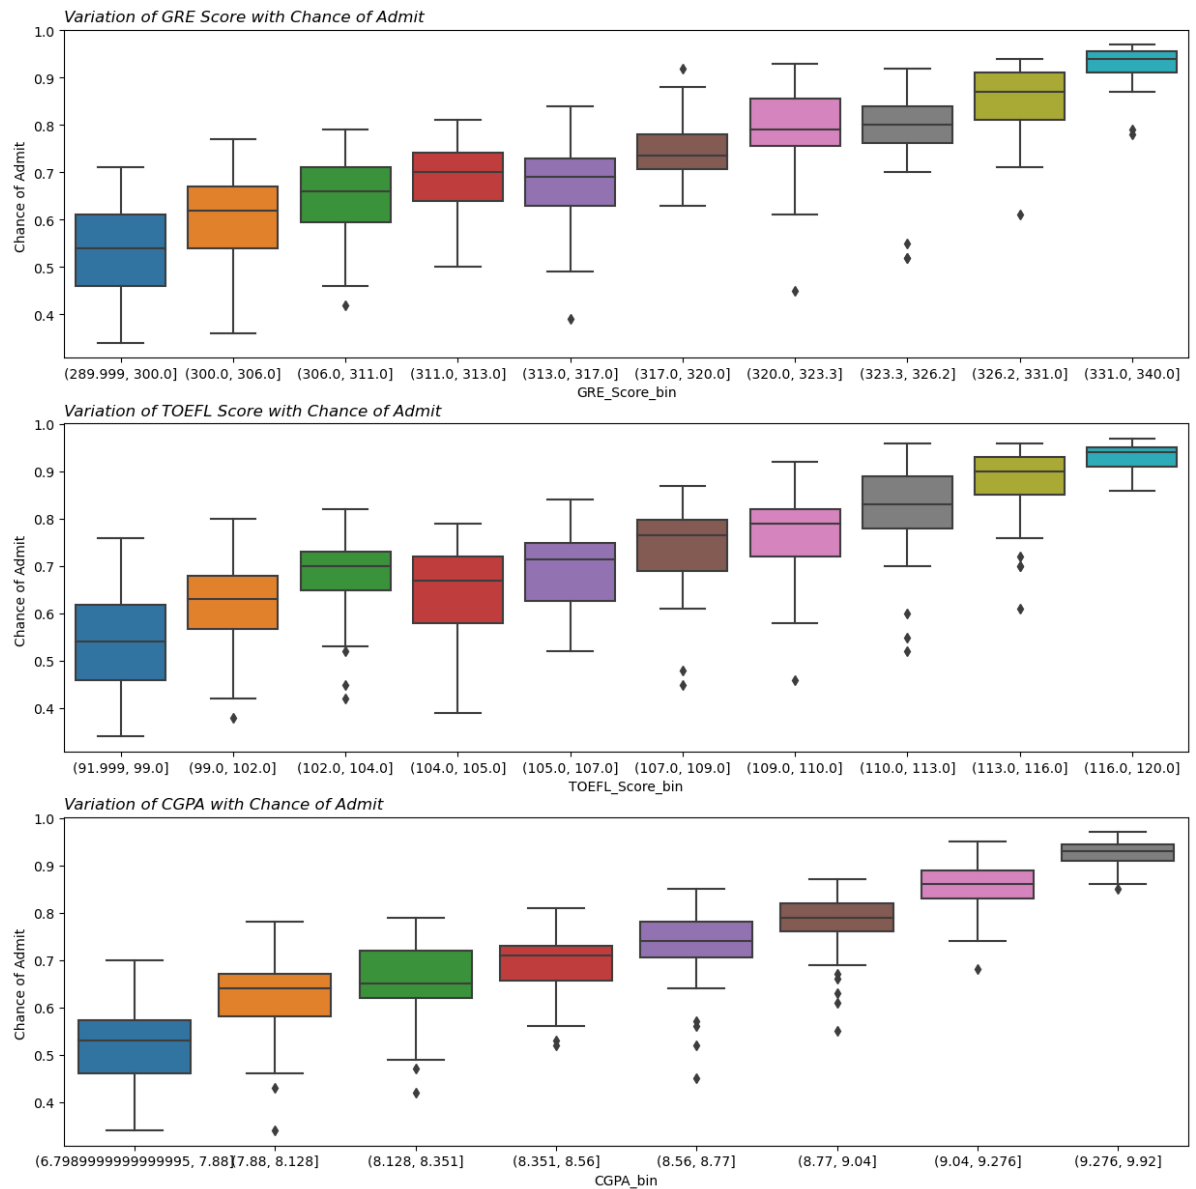 Variation of GRE Score with Chance of Admit
Chance of Admit
1.0
0.9
0.8
0.7
0.6
0.5
0.4
(289.999, 300.0] (300.0, 306.0] (306.0, 311.0] (311.0, 313.0] (313.0, 317.0] (317.0, 320.0] (320.0, 323.3] (323.3, 326.2] (326.2, 331.0] (331.0, 340.0]
GRE_Score_bin
Variation of TOEFL Score with Chance of Admit
Chance of Admit
1.0
0.9
0.8
0.7
0.6
0.5
0.4
(91.999, 99.0] (99.0, 102.0] (102.0, 104.0] (104.0, 105.0] (105.0, 107.0] (107.0, 109.0] (109.0, 110.0] (110.0, 113.0] (113.0, 116.0] (116.0, 120.0]
TOEFL_Score_bin
Variation of CGPA with Chance of Admit
Chance of Admit
1.0
0.9
0.8
0.7
0.6
0.5
0.4
(6.7989999999999995, 7.88] (7.88, 8.128] (8.128, 8.351] (8.351, 8.56] (8.56, 8.77] (8.77, 9.04] (9.04, 9.276] (9.276, 9.92]
CGPA_bin